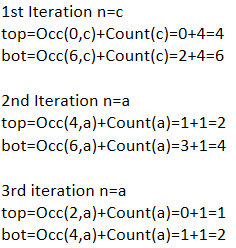 1st Iteration n=c
top=Occ(0,c)+Count(c)=0+4=4
bot=Occ(6,c)+Count(c)=2+4=6
2nd Iteration n=a
top=Occ(4,a)+Count(a)=1+1=2
bot=Occ(6,a)+Count(a)=3+1=4
3rd iteration n=a
top=Occ(2,a)+Count(a)=0+1=1
bot=Occ(4,a)+Count(a)=1+1=2